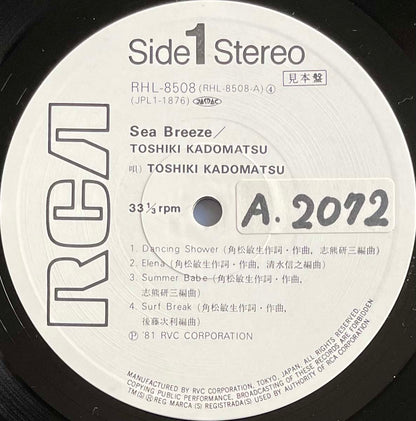 Side 1 Stereo
RHL-8508 (RHL-8508-A) ④
見本盤
(JPL1-1876) JASRAC
Sea Breeze／
TOSHIKI KADOMATSU
唄) TOSHIKI KADOMATSU
33⅓ rpm
A.2072
1. Dancing Shower (角松敏生作詞・作曲, 志熊研三編曲)
2. Elena (角松敏生作詞・作曲, 清水信之編曲)
3. Summer Babe (角松敏生作詞・作曲,
志熊研三編曲)
4. Surf Break (角松敏生作詞・作曲,
後藤次利編曲)
Ⓟ '81 RVC CORPORATION
RCA
MANUFACTURED BY RVC CORPORATION, TOKYO, JAPAN. ALL RIGHTS RESERVED.
COPYING PUBLIC PERFORMANCE, BROADCASTING OF THESE RECORDS ARE FORBIDDEN
TM(S) Ⓡ REG MARCA (S) REGISTRADA(S) USED BY AUTHORITY OF RCA CORPORATION